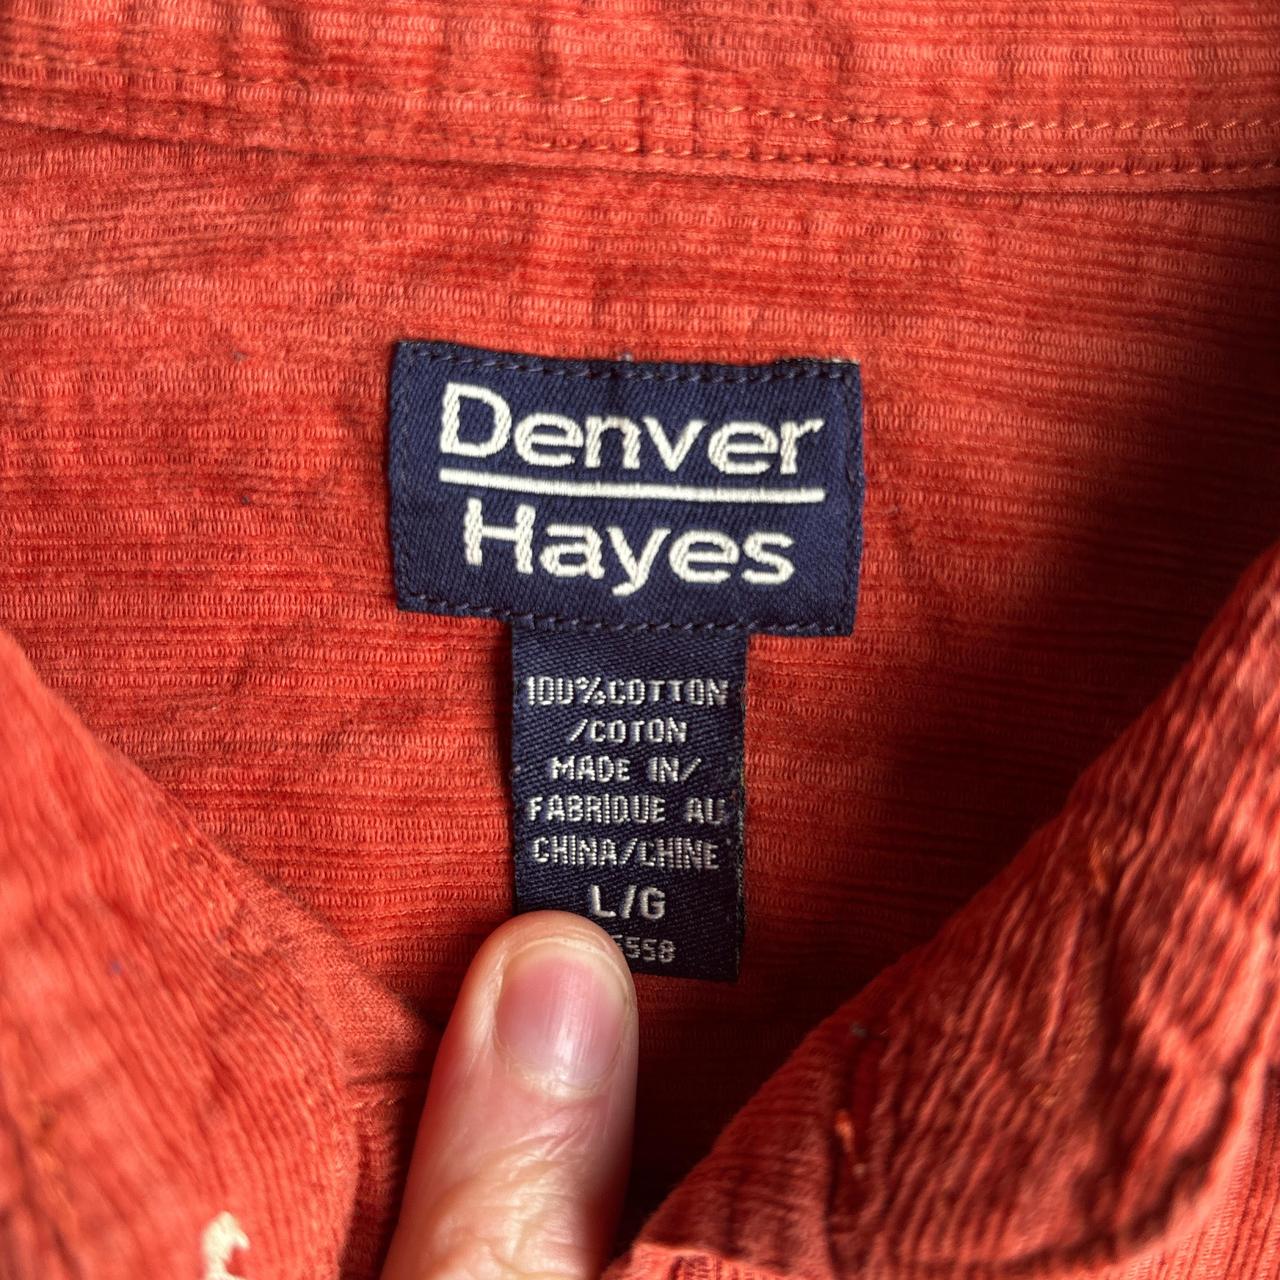 Denver
Hayes
100%COTTON
/COTON
MADE IN/
FABRIQUE AU
CHINA/CHINE
L/G